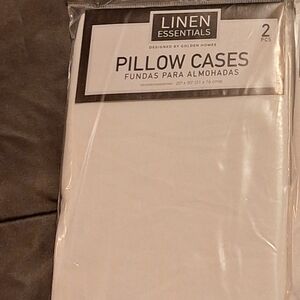 LINEN
ESSENTIALS
2
PCS
DESIGNED BY GOLDEN HOMES
PILLOW CASES
FUNDAS PARA ALMOHADAS